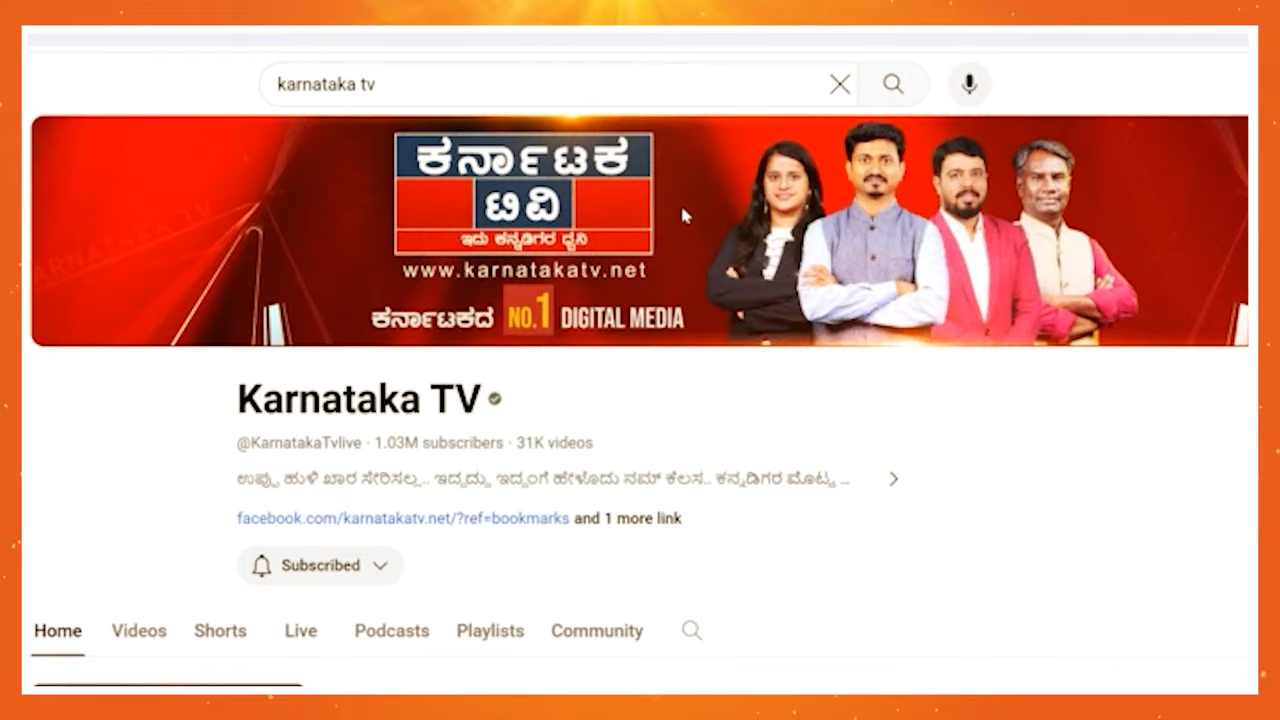 karnataka tv
ಕರ್ನಾಟಕ
ಟಿವಿ
ಇದು ಕನ್ನಡಿಗರ ಧ್ವನಿ
www.karnatakatv.net
ಕರ್ನಾಟಕದ NO.1 DIGITAL MEDIA
Karnataka TV
@KarnatakaTvlive · 1.03M subscribers · 31K videos
ಉಪ್ಪು ಹುಳಿ ಖಾರ ಸೇರಿಸಲ್ಲ.. ಇದ್ದದ್ದು ಇದ್ದಂಗೆ ಹೇಳೊದು ನಮ್ ಕೆಲಸ.. ಕನ್ನಡಿಗರ ಮೊಟ್ಟ ...
facebook.com/karnatakatv.net/?ref=bookmarks and 1 more link
Subscribed
Home Videos Shorts Live Podcasts Playlists Community